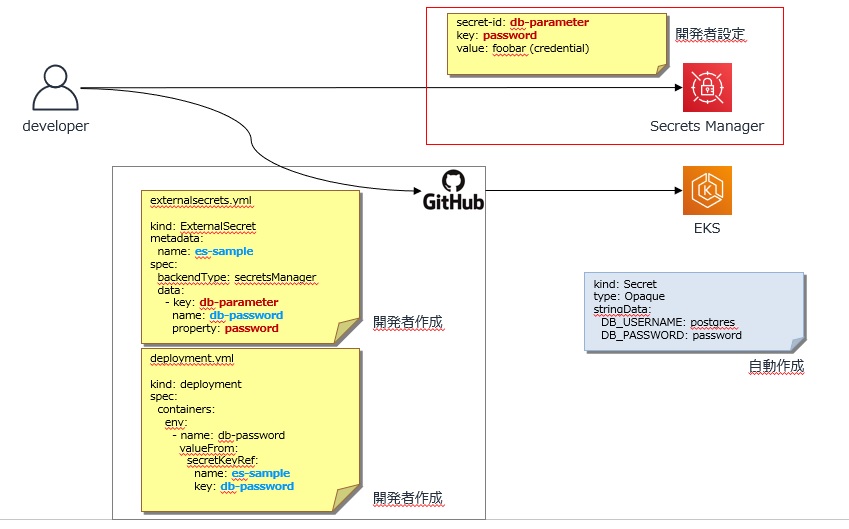 secret-id: db-parameter
key: password
value: foobar (credential)
開発者設定
Secrets Manager
developer
GitHub
EKS
externalsecrets.yml
kind: ExternalSecret
metadata:
name: es-sample
spec:
backendType: secretsManager
data:
- key: db-parameter
name: db-password
property: password
開発者作成
deployment.yml
kind: deployment
spec:
containers:
env:
- name: db-password
valueFrom:
secretKeyRef:
name: es-sample
key: db-password
開発者作成
kind: Secret
type: Opaque
stringData:
DB_USERNAME: postgres
DB_PASSWORD: password
自動作成